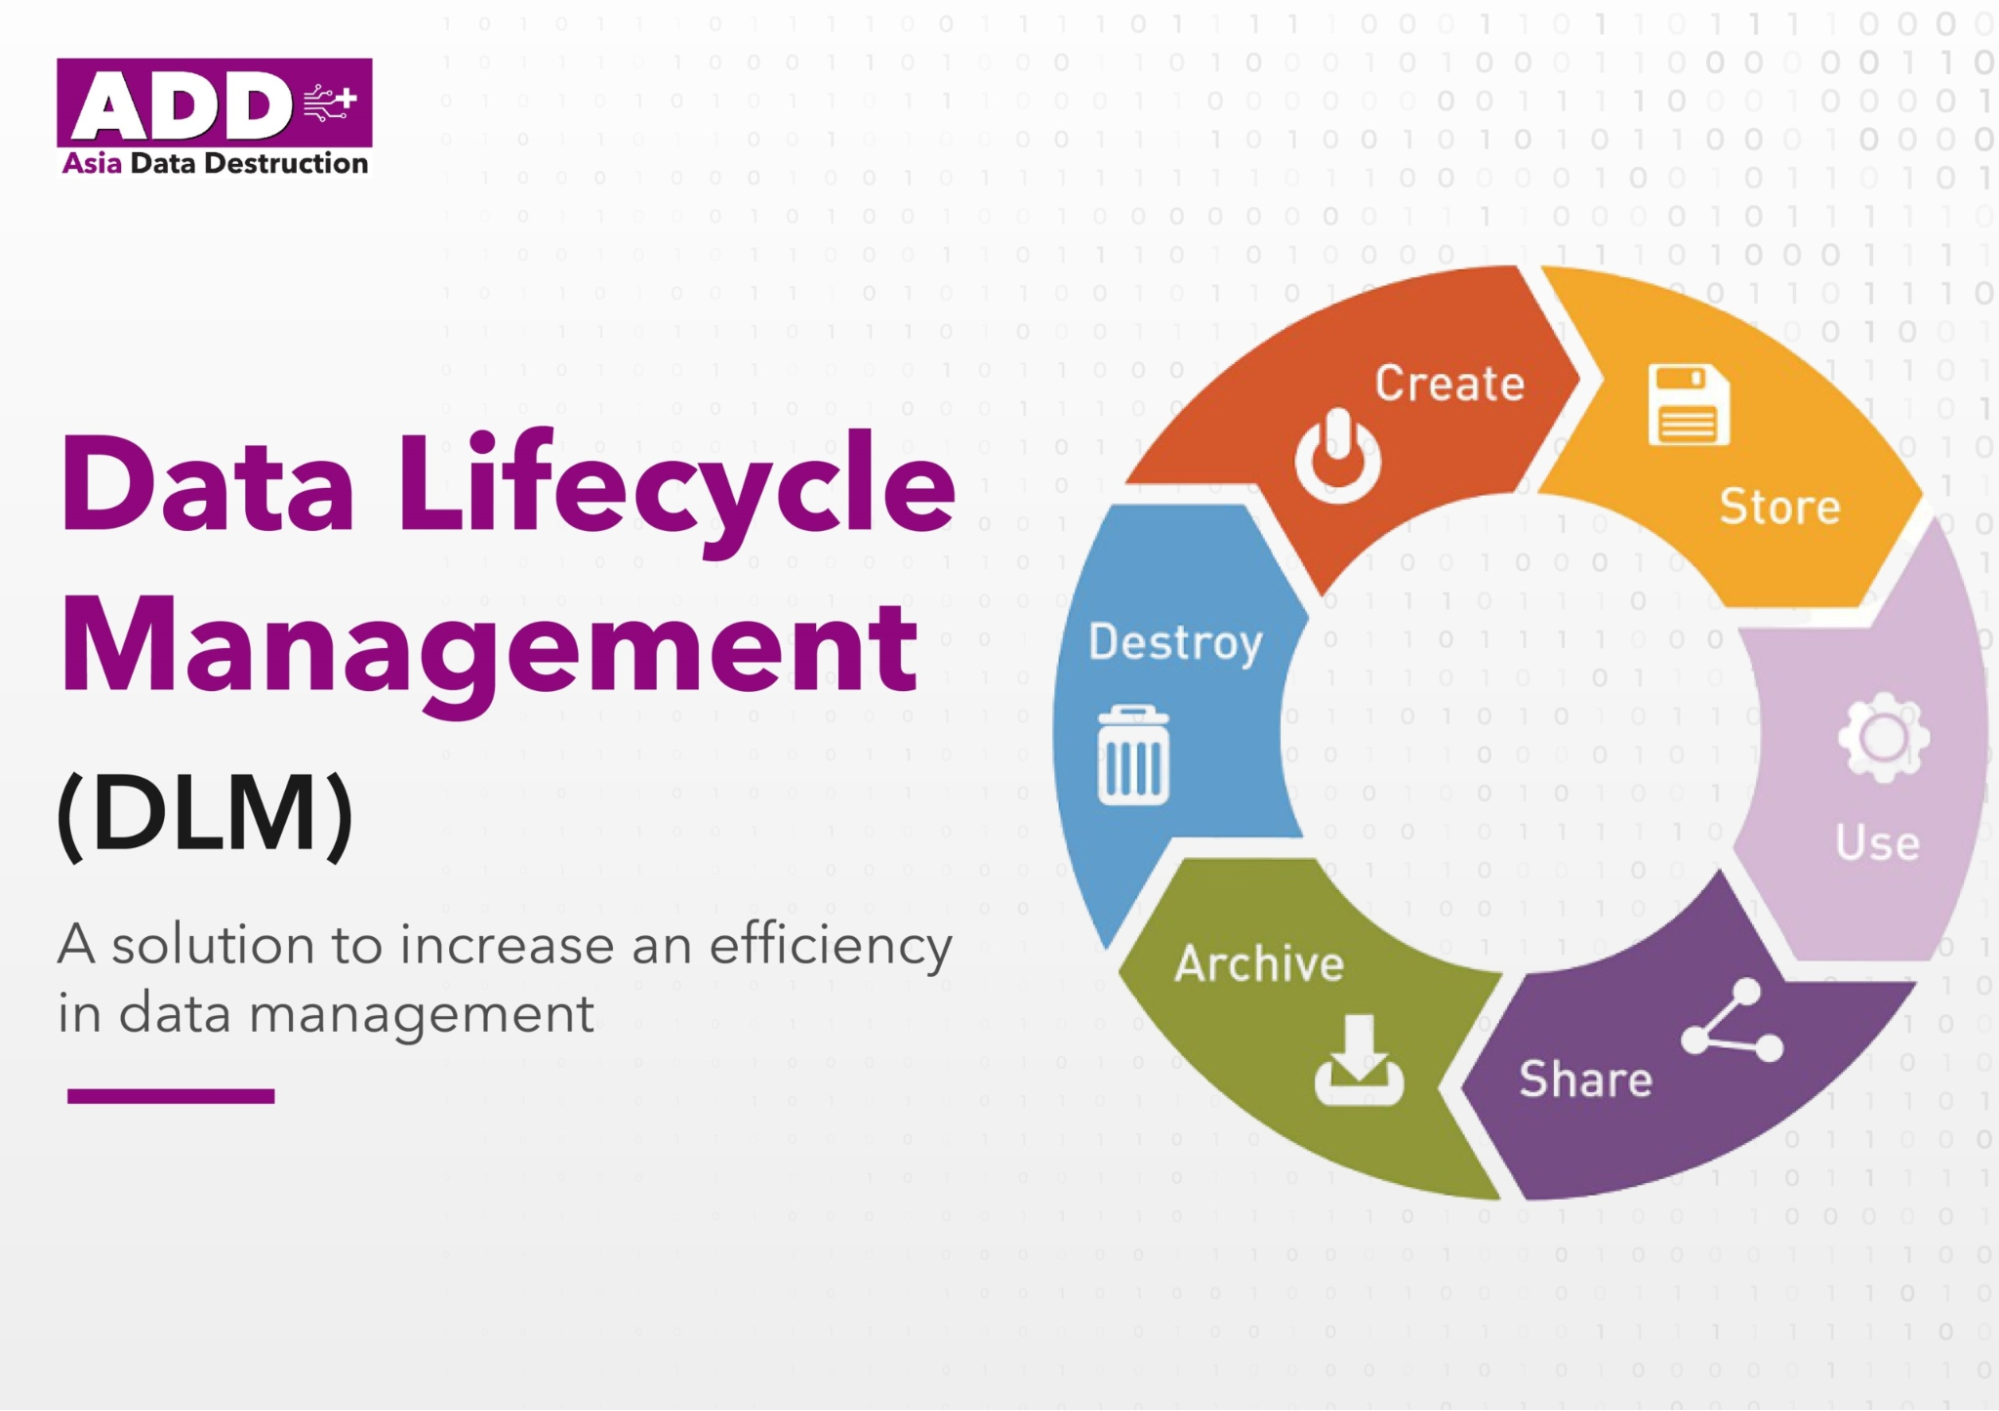 ADD
Asia Data Destruction
Data Lifecycle
Management
(DLM)
A solution to increase an efficiency
in data management
Create
Store
Use
Share
Archive
Destroy